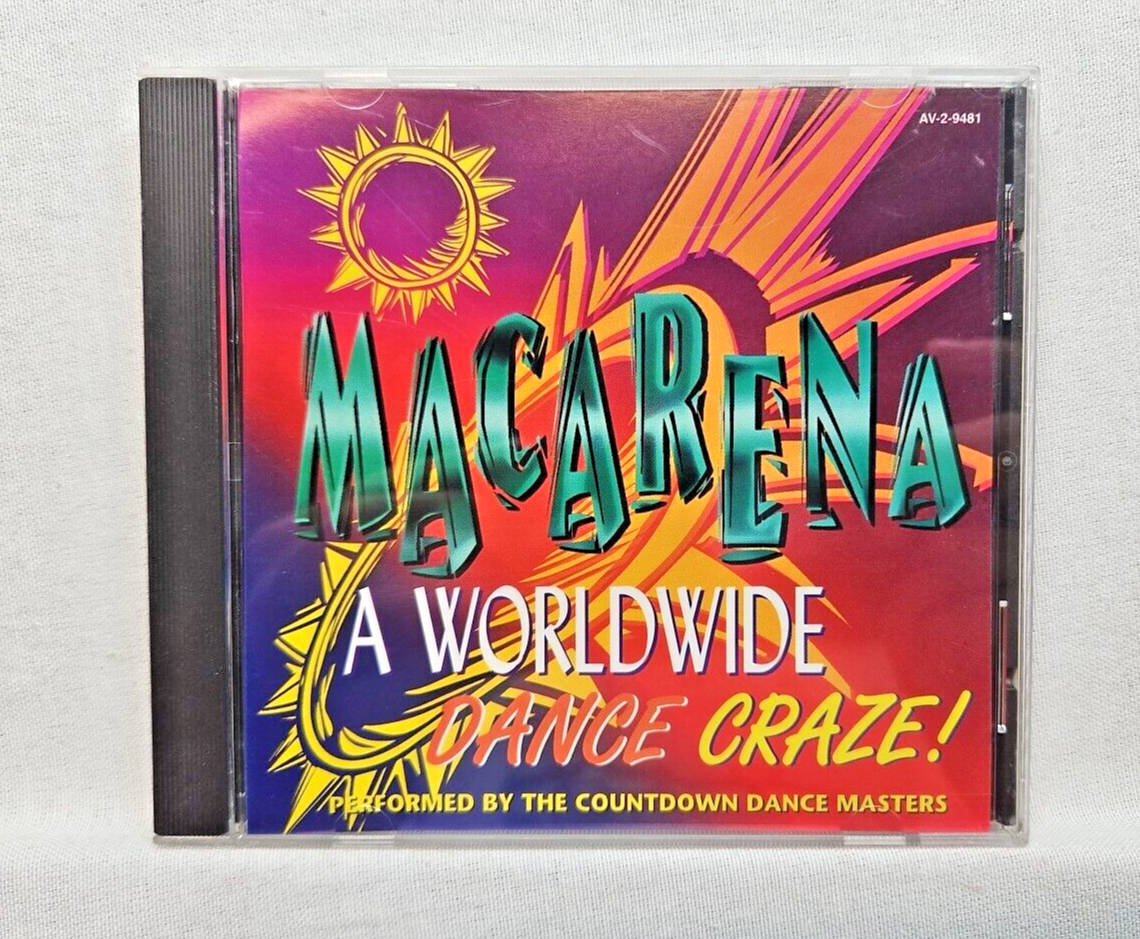 AV-2-9481
MACARENA
A WORLDWIDE
DANCE CRAZE!
PERFORMED BY THE COUNTDOWN DANCE MASTERS